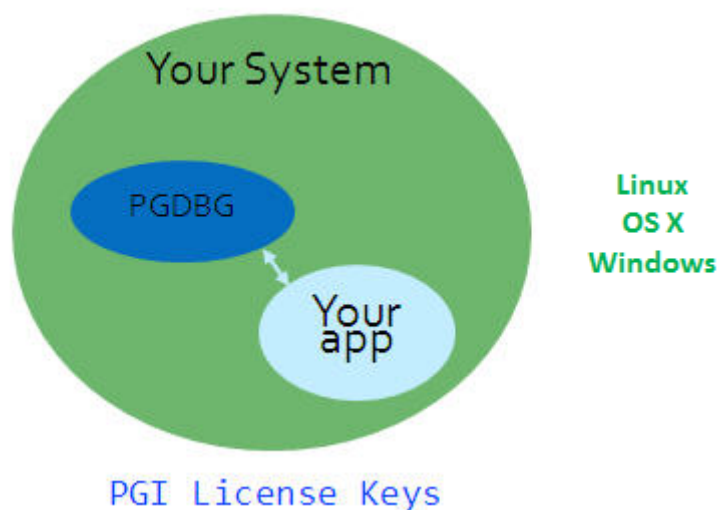 Your System
PGDBG
Your
app
Linux
OS X
Windows
PGI License Keys